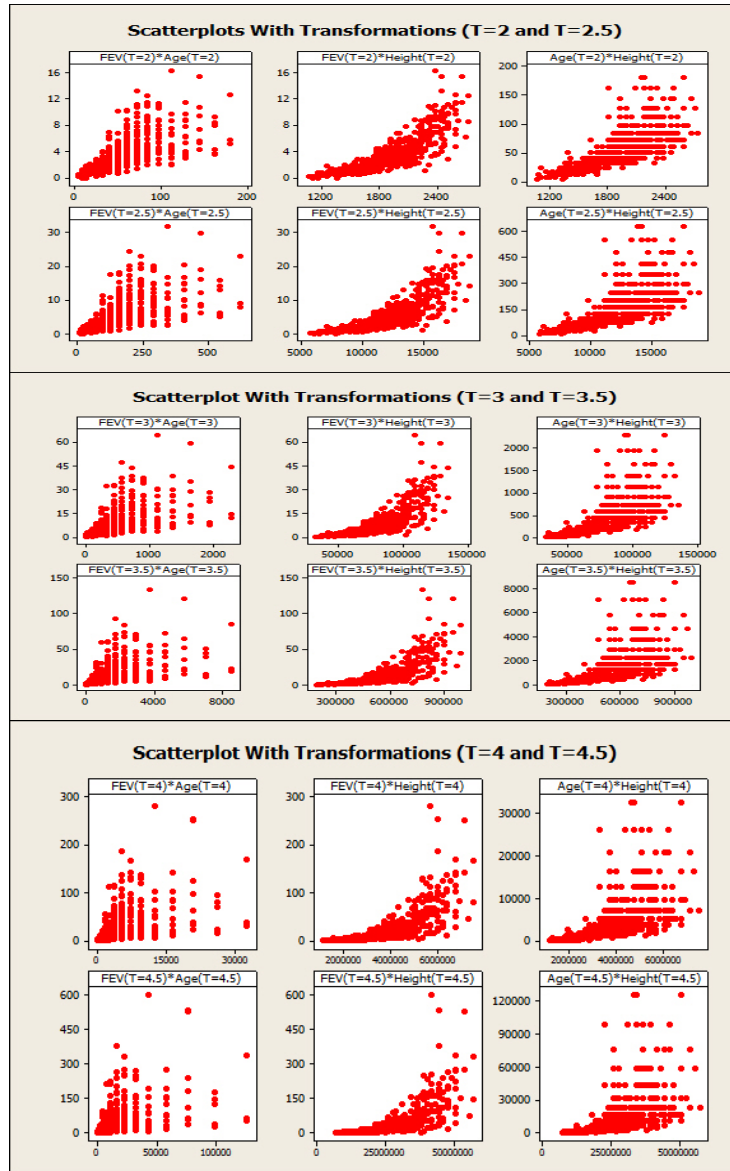 Scatterplots With Transformations (T=2 and T=2.5)
FEV(T=2)*Age(T=2) FEV(T=2)*Height(T=2) Age(T=2)*Height(T=2)
16 16 200
12 12 150
8 8 100
4 4 50
0 0 0
0 100 200 1200 1800 2400 1200 1800 2400
FEV(T=2.5)*Age(T=2.5) FEV(T=2.5)*Height(T=2.5) Age(T=2.5)*Height(T=2.5)
30 30 600
20 20 450
10 10 300
0 0 150
0
0 250 500 5000 10000 15000 5000 10000 15000
Scatterplot With Transformations (T=3 and T=3.5)
FEV(T=3)*Age(T=3) FEV(T=3)*Height(T=3) Age(T=3)*Height(T=3)
60 60 2000
45 45 1500
30 30 1000
15 15 500
0 0 0
0 1000 2000 50000 100000 150000 50000 100000 150000
FEV(T=3.5)*Age(T=3.5) FEV(T=3.5)*Height(T=3.5) Age(T=3.5)*Height(T=3.5)
150 150 8000
100 100 6000
50 50 4000
0 0 2000
0
0 4000 8000 300000 600000 900000 300000 600000 900000
Scatterplot With Transformations (T=4 and T=4.5)
FEV(T=4)*Age(T=4) FEV(T=4)*Height(T=4) Age(T=4)*Height(T=4)
300 300 30000
200 200 20000
100 100 10000
0 0 0
0 15000 30000 2000000 4000000 6000000 2000000 4000000 6000000
FEV(T=4.5)*Age(T=4.5) FEV(T=4.5)*Height(T=4.5) Age(T=4.5)*Height(T=4.5)
600 600 120000
450 450 90000
300 300 60000
150 150 30000
0 0 0
0 50000 100000 0 25000000 50000000 0 25000000 50000000